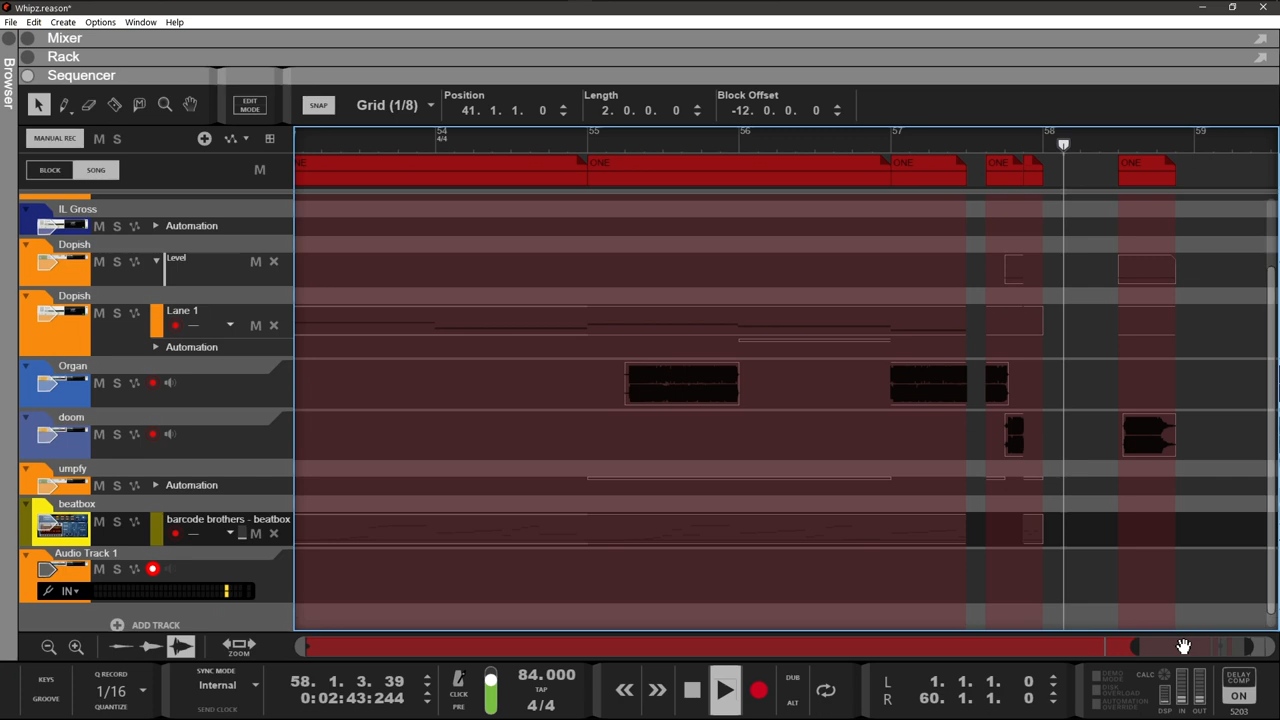 Whipz.reason*
File Edit Create Options Window Help
Mixer
Rack
Browser
Sequencer
EDIT MODE
SNAP
Grid (1/8)
Position
41. 1. 1. 0
Length
2. 0. 0. 0
Block Offset
-12. 0. 0. 0
MANUAL REC M S
54 55 56 57 58 59
4/4
BLOCK SONG M
ONE ONE ONE ONE
IL Gross
M S Automation
Dopish
M S Level M
Dopish
M S Lane 1
M
Automation
Organ
doom
M S
umpfy
M S Automation
beatbox
M S barcode brothers - beatbox
M
Audio Track 1
M S
IN
ADD TRACK
ZOOM
KEYS
GROOVE
Q RECORD
1/16
QUANTIZE
SYNC MODE
Internal
SEND CLOCK
58. 1. 3. 39
0:02:43:244
CLICK
PRE
84.000
TAP
4/4
DUB
ALT
L 1. 1. 1. 0
R 60. 1. 1. 0
DEMO MODE
DISK OVERLOAD
AUTOMATION OVERRIDE
CALC
DSP IN OUT
DELAY COMP
ON
5203